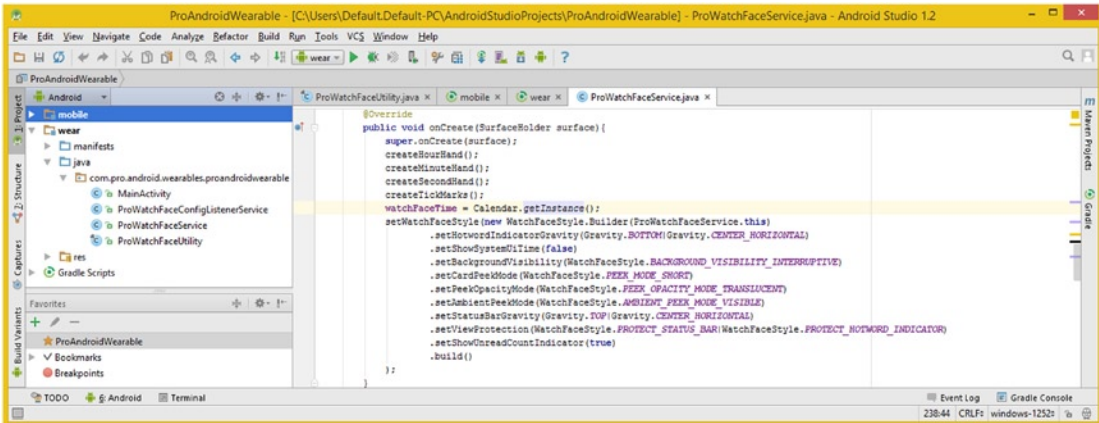 ProAndroidWearable - [C:\Users\Default.Default-PC\AndroidStudioProjects\ProAndroidWearable] - ProWatchFaceService.java - Android Studio 1.2
File Edit View Navigate Code Analyze Refactor Build Run Tools VCS Window Help
wear
ProAndroidWearable
Android
ProWatchFaceUtility.java
mobile
wear
ProWatchFaceService.java
1: Project
2: Structure
Captures
Build Variants
mobile
wear
manifests
java
com.pro.android.wearables.proandroidwearable
MainActivity
ProWatchFaceConfigListenerService
ProWatchFaceService
ProWatchFaceUtility
res
Gradle Scripts
Favorites
ProAndroidWearable
Bookmarks
Breakpoints
@Override
public void onCreate(SurfaceHolder surface){
super.onCreate(surface);
createHourHand();
createMinuteHand();
createSecondHand();
createTickMarks();
watchFaceTime = Calendar.getInstance();
setWatchFaceStyle(new WatchFaceStyle.Builder(ProWatchFaceService.this)
.setHotwordIndicatorGravity(Gravity.BOTTOM|Gravity.CENTER_HORIZONTAL)
.setShowSystemUiTime(false)
.setBackgroundVisibility(WatchFaceStyle.BACKGROUND_VISIBILITY_INTERRUPTIVE)
.setCardPeekMode(WatchFaceStyle.PEEK_MODE_SHORT)
.setPeekOpacityMode(WatchFaceStyle.PEEK_OPACITY_MODE_TRANSLUCENT)
.setAmbientPeekMode(WatchFaceStyle.AMBIENT_PEEK_MODE_VISIBLE)
.setStatusBarGravity(Gravity.TOP|Gravity.CENTER_HORIZONTAL)
.setViewProtection(WatchFaceStyle.PROTECT_STATUS_BAR|WatchFaceStyle.PROTECT_HOTWORD_INDICATOR)
.setShowUnreadCountIndicator(true)
.build()
);
}
Maven Projects
Gradle
TODO
6: Android
Terminal
Event Log
Gradle Console
238:44 CRLF: windows-1252: